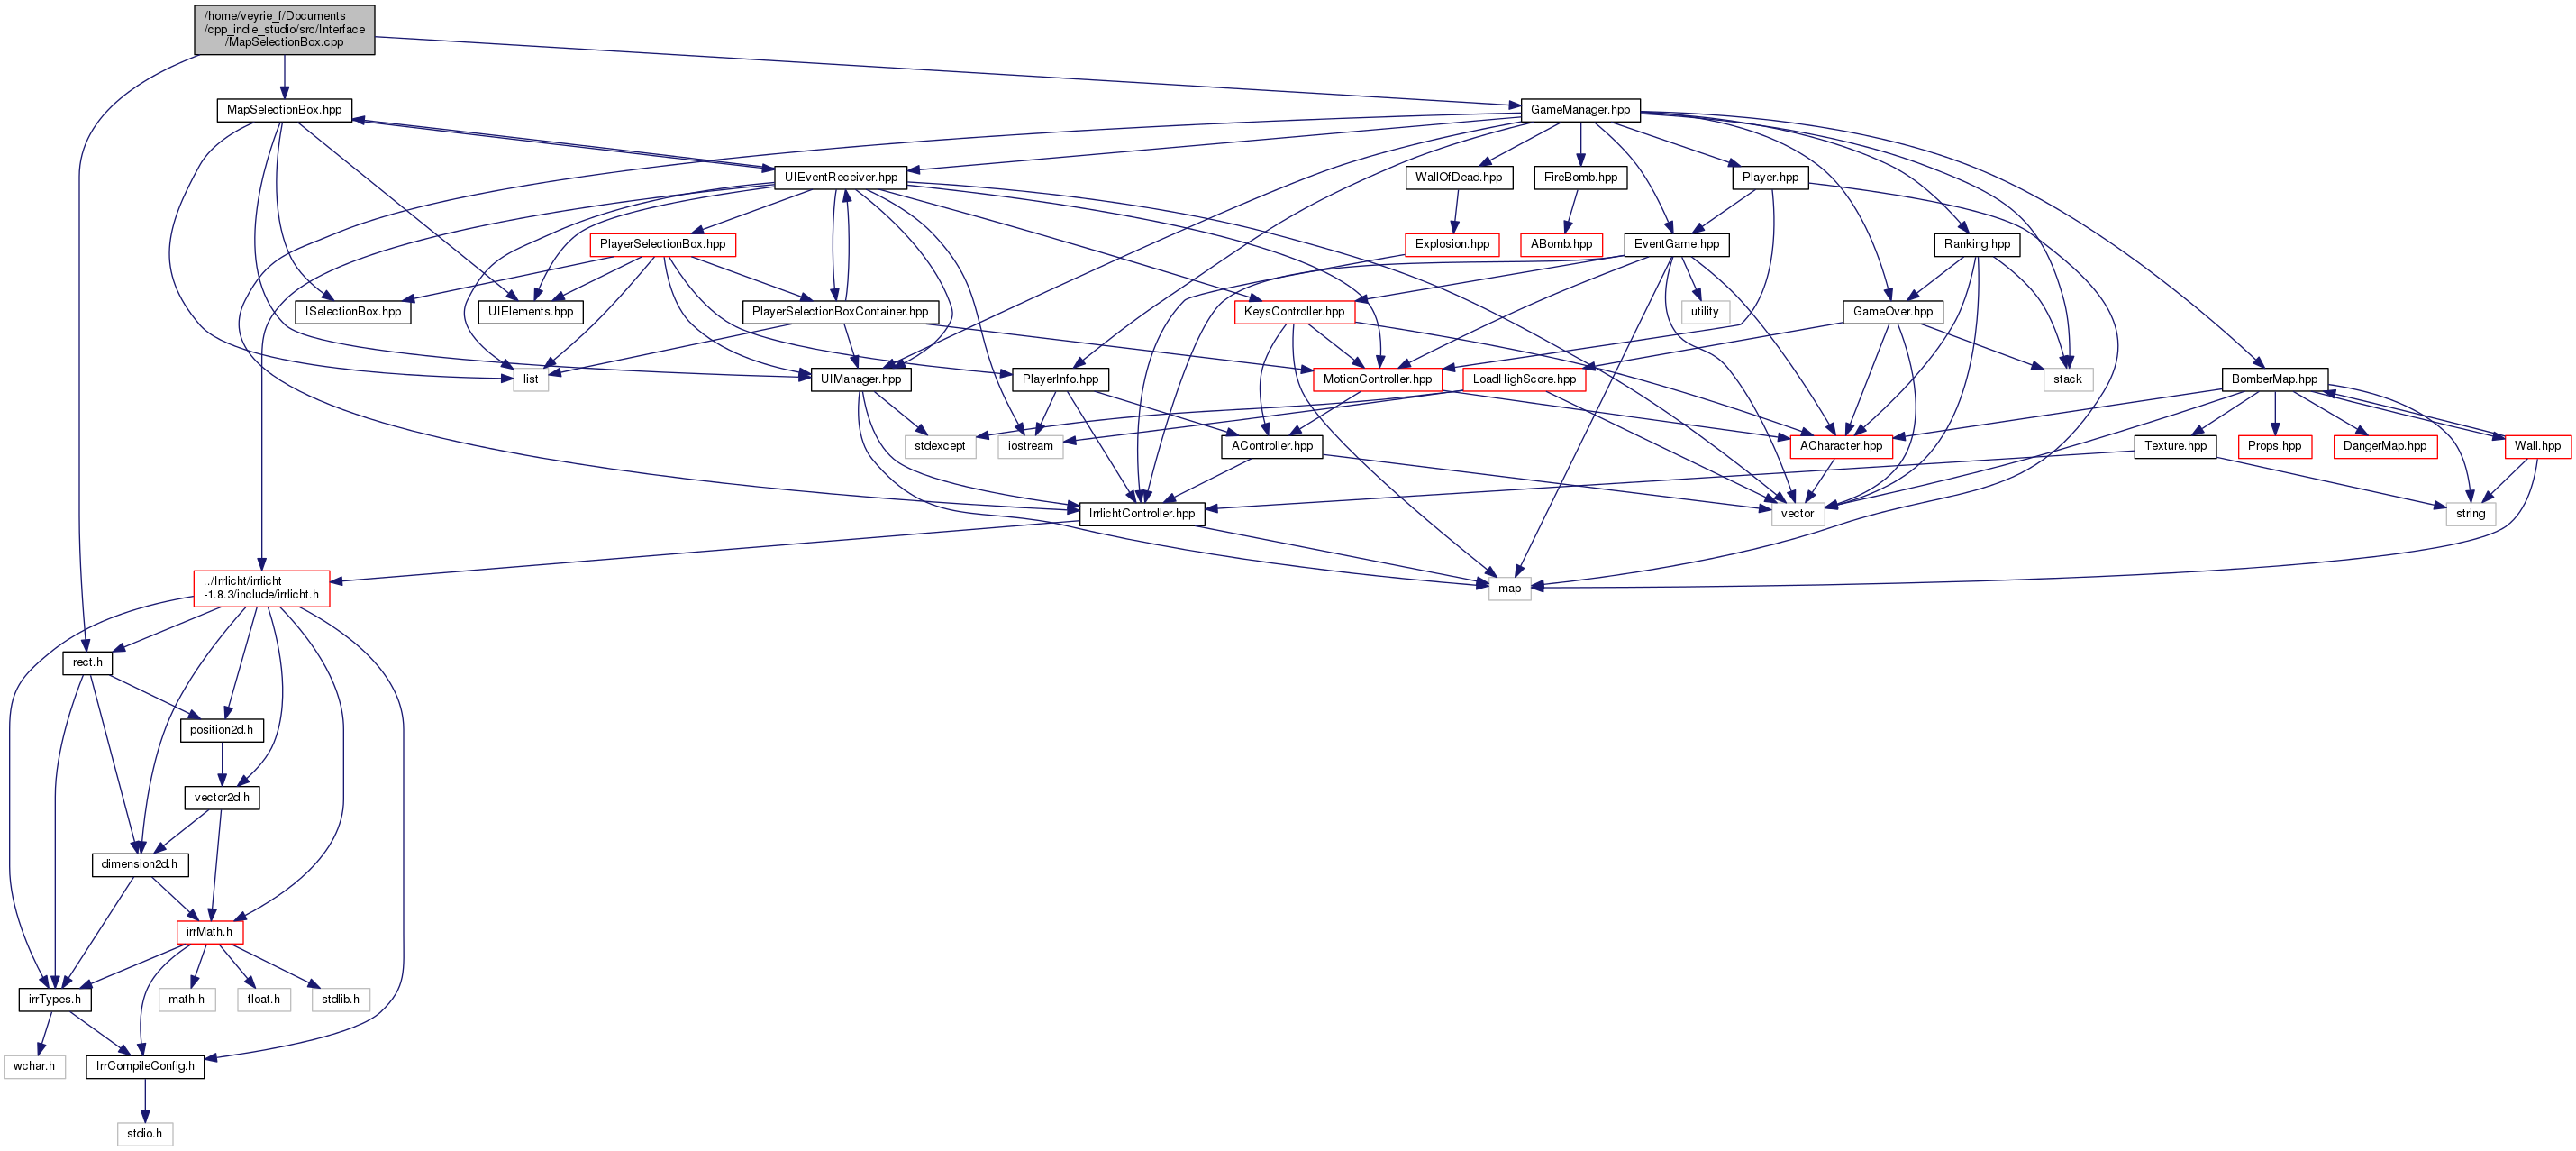 /home/veyrie_f/Documents
/cpp_indie_studio/src/Interface
/MapSelectionBox.cpp
MapSelectionBox.hpp
GameManager.hpp
UIEventReceiver.hpp
WallOfDead.hpp
FireBomb.hpp
Player.hpp
PlayerSelectionBox.hpp
Explosion.hpp
ABomb.hpp
EventGame.hpp
Ranking.hpp
ISelectionBox.hpp
UIElements.hpp
PlayerSelectionBoxContainer.hpp
KeysController.hpp
utility
GameOver.hpp
list
UIManager.hpp
PlayerInfo.hpp
MotionController.hpp
LoadHighScore.hpp
stack
BomberMap.hpp
stdexcept
iostream
AController.hpp
ACharacter.hpp
Texture.hpp
Props.hpp
DangerMap.hpp
Wall.hpp
IrrlichtController.hpp
vector
string
../Irrlicht/irrlicht
-1.8.3/include/irrlicht.h
map
rect.h
position2d.h
vector2d.h
dimension2d.h
irrMath.h
irrTypes.h
math.h
float.h
stdlib.h
wchar.h
IrrCompileConfig.h
stdio.h